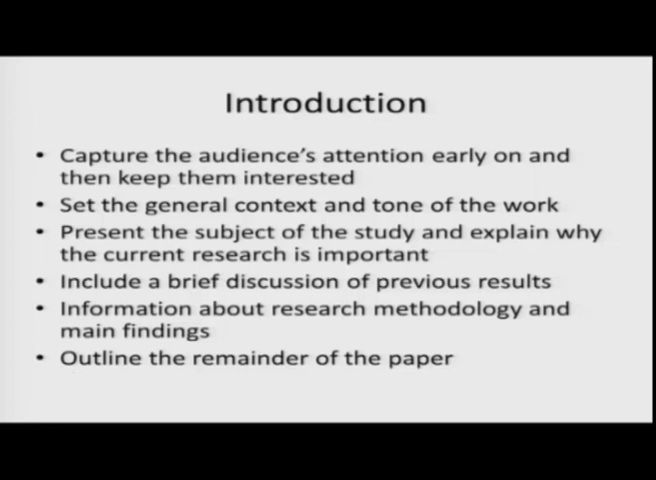 Introduction
• Capture the audience's attention early on and
then keep them interested
• Set the general context and tone of the work
• Present the subject of the study and explain why
the current research is important
• Include a brief discussion of previous results
• Information about research methodology and
main findings
• Outline the remainder of the paper